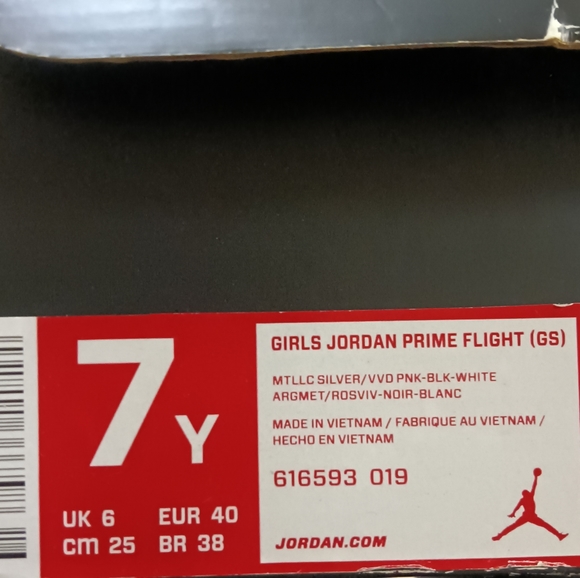 7Y
UK 6 EUR 40
cm 25 BR 38
GIRLS JORDAN PRIME FLIGHT (GS)
MTLLC SILVER/VVD PNK-BLK-WHITE
ARGMET/ROSVIV-NOIR-BLANC
MADE IN VIETNAM / FABRIQUE AU VIETNAM /
HECHO EN VIETNAM
616593 019
JORDAN.COM